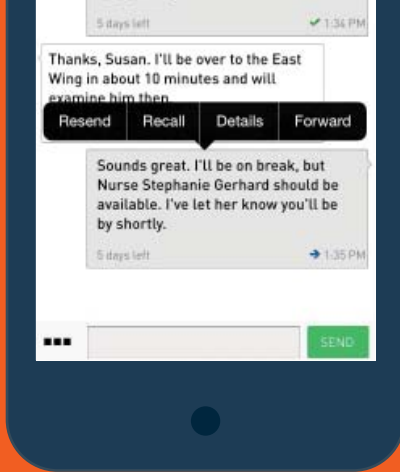 5 days left 1:34 PM
Thanks, Susan. I'll be over to the East
Wing in about 10 minutes and will
examine him then.
Resend Recall Details Forward
Sounds great. I'll be on break, but
Nurse Stephanie Gerhard should be
available. I've let her know you'll be
by shortly.
5 days left 1:35 PM
SEND